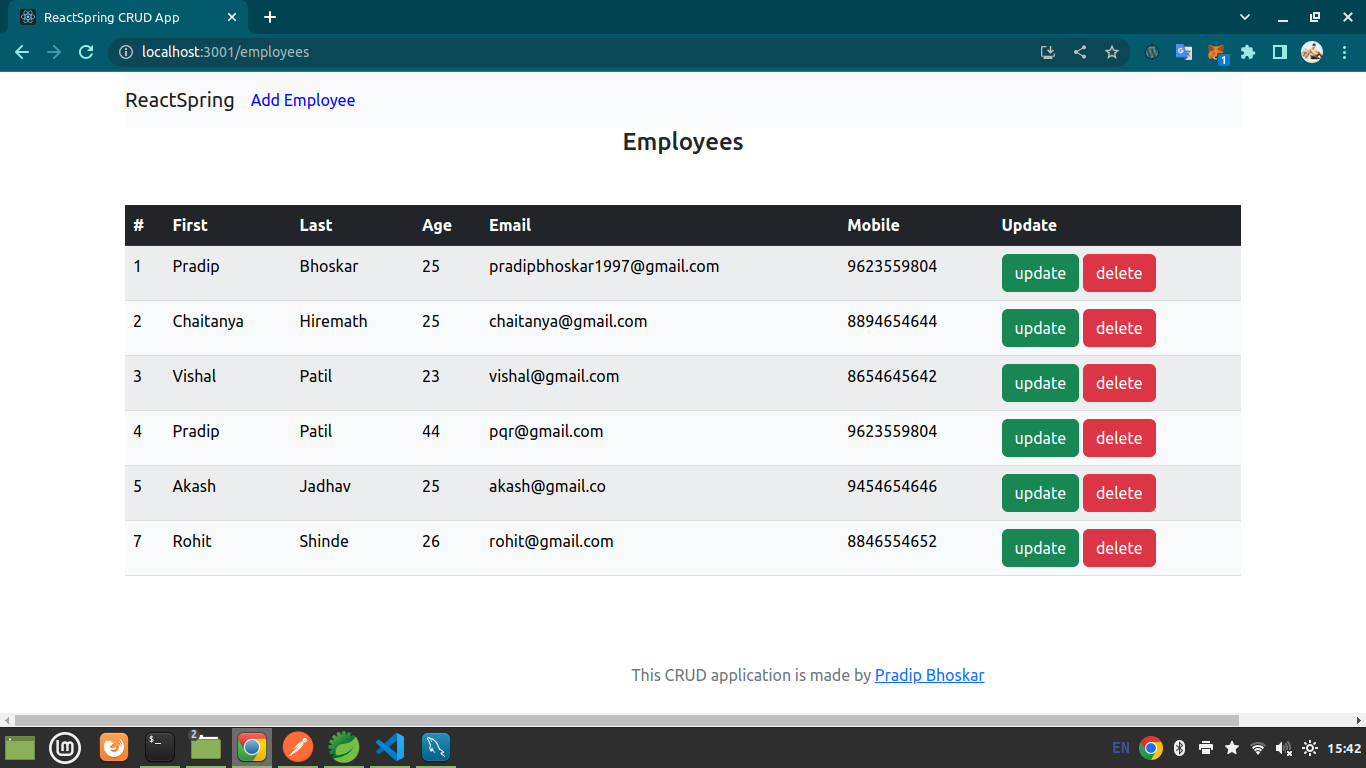 ReactSpring CRUD App
localhost:3001/employees
1
ReactSpring Add Employee
Employees
# First Last Age Email Mobile Update
1 Pradip Bhoskar 25 pradipbhoskar1997@gmail.com 9623559804 update delete
2 Chaitanya Hiremath 25 chaitanya@gmail.com 8894654644 update delete
3 Vishal Patil 23 vishal@gmail.com 8654645642 update delete
4 Pradip Patil 44 pqr@gmail.com 9623559804 update delete
5 Akash Jadhav 25 akash@gmail.co 9454654646 update delete
7 Rohit Shinde 26 rohit@gmail.com 8846554652 update delete
This CRUD application is made by Pradip Bhoskar
$_ 2 EN 15:42